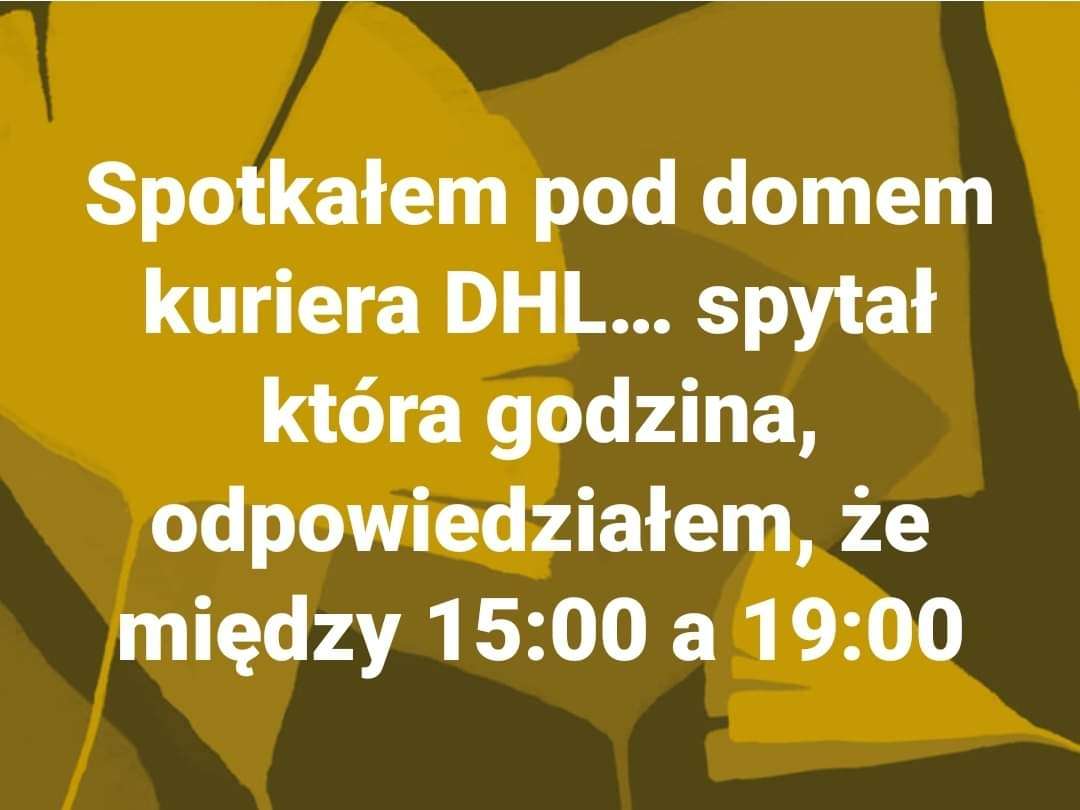 Spotkałem pod domem
kuriera DHL... spytał
która godzina,
odpowiedziałem, że
między 15:00 a 19:00